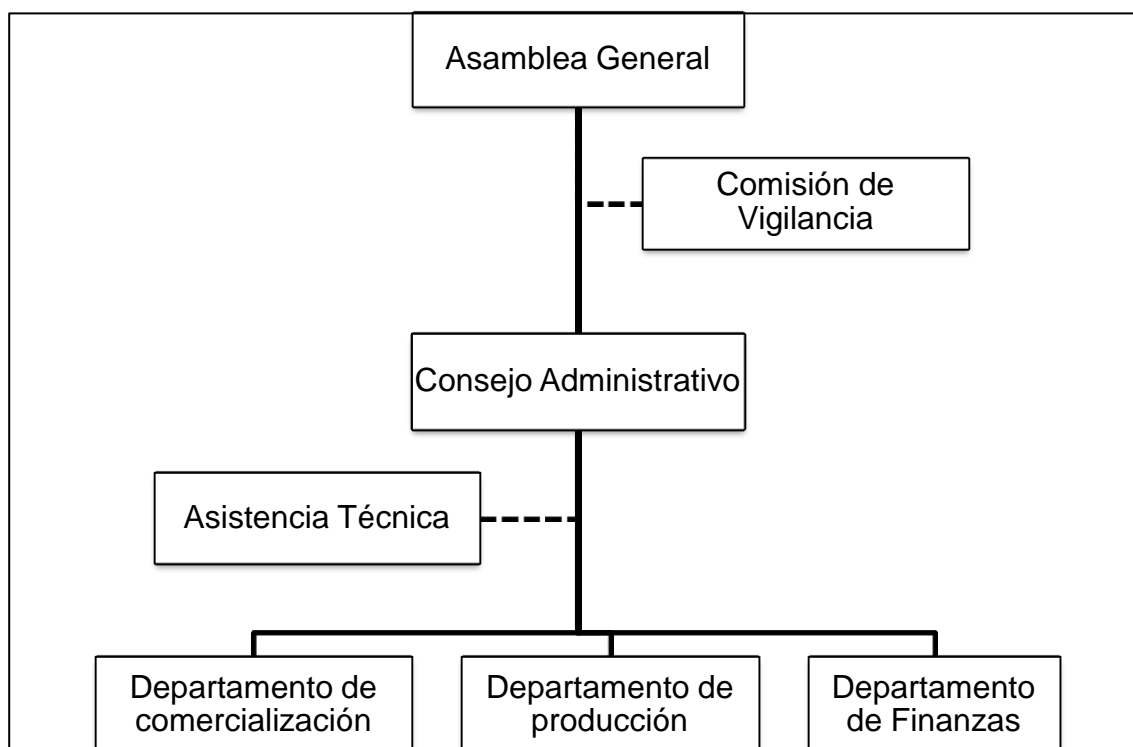 Asamblea General
Comisión de
Vigilancia
Consejo Administrativo
Asistencia Técnica
Departamento de
comercialización
Departamento de
producción
Departamento
de Finanzas